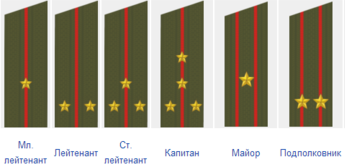 Мл.
лейтенант
Лейтенант
Ст.
лейтенант
Капитан
Майор
Подполковник